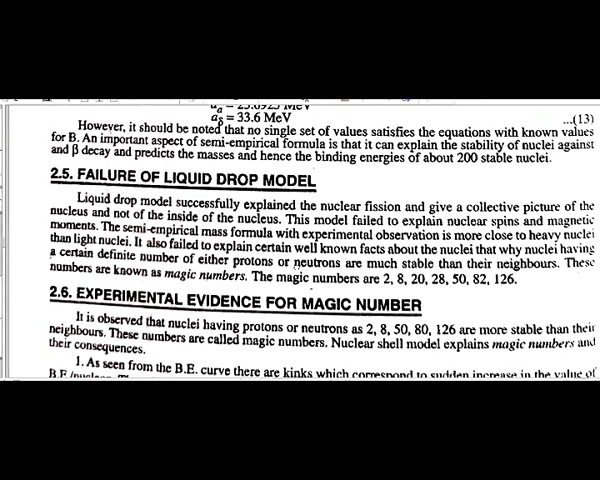 a_a = 23.6925 MeV
a_δ = 33.6 MeV ...(13)
However, it should be noted that no single set of values satisfies the equations with known values
for B. An important aspect of semi-empirical formula is that it can explain the stability of nuclei against
and β decay and predicts the masses and hence the binding energies of about 200 stable nuclei.
2.5. FAILURE OF LIQUID DROP MODEL
Liquid drop model successfully explained the nuclear fission and give a collective picture of the
nucleus and not of the inside of the nucleus. This model failed to explain nuclear spins and magnetic
moments. The semi-empirical mass formula with experimental observation is more close to heavy nuclei
than light nuclei. It also failed to explain certain well known facts about the nuclei that why nuclei having
a certain definite number of either protons or neutrons are much stable than their neighbours. These
numbers are known as magic numbers. The magic numbers are 2, 8, 20, 28, 50, 82, 126.
2.6. EXPERIMENTAL EVIDENCE FOR MAGIC NUMBER
It is observed that nuclei having protons or neutrons as 2, 8, 50, 80, 126 are more stable than their
neighbours. These numbers are called magic numbers. Nuclear shell model explains magic numbers and
their consequences.
1. As seen from the B.E. curve there are kinks which correspond to sudden increase in the value of
B.E./nucleon.